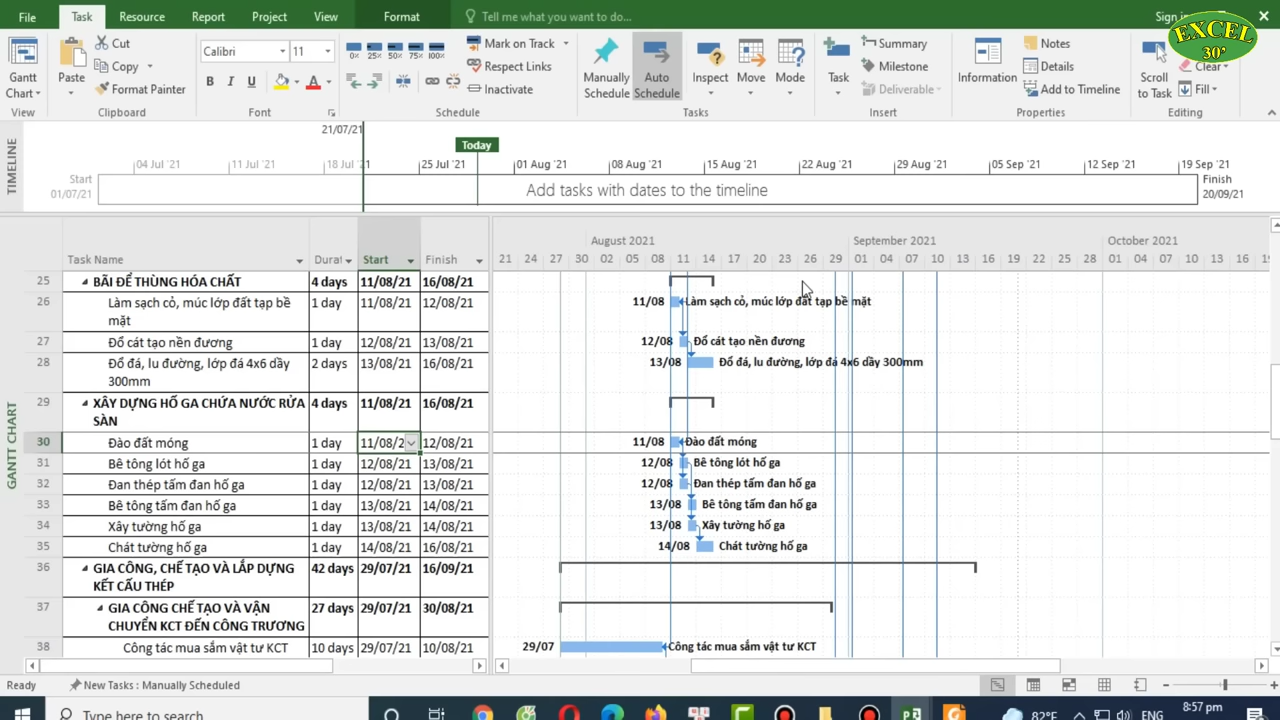 File Task Resource Report Project View Format Tell me what you want to do... Sign in
EXCEL
30°
Gantt Chart
View
Paste
Cut
Copy
Format Painter
Clipboard
Calibri 11
B I U A
Font
0% 25% 50% 75% 100%
Mark on Track
Respect Links
Inactivate
Schedule
Manually Schedule
Auto Schedule
Inspect
Move
Mode
Tasks
Task
Summary
Milestone
Deliverable
Insert
Information
Notes
Details
Add to Timeline
Properties
Scroll to Task
Clear
Fill
Editing
TIMELINE
21/07/21
Today
04 Jul '21 11 Jul '21 18 Jul '21 25 Jul '21 01 Aug '21 08 Aug '21 15 Aug '21 22 Aug '21 29 Aug '21 05 Sep '21 12 Sep '21 19 Sep '21
Start
01/07/21
Add tasks with dates to the timeline
Finish
20/09/21
GANTT CHART
August 2021 September 2021 October 2021
Task Name Durat Start Finish 21 24 27 30 02 05 08 11 14 17 20 23 26 29 01 04 07 10 13 16 19 22 25 28 01 04 07 10 13 16 19
25 BÃI ĐỂ THÙNG HÓA CHẤT 4 days 11/08/21 16/08/21
26 Làm sạch cỏ, múc lớp đất tạp bề mặt 1 day 11/08/21 12/08/21 11/08 Làm sạch cỏ, múc lớp đất tạp bề mặt
27 Đổ cát tạo nền đương 1 day 12/08/21 13/08/21 12/08 Đổ cát tạo nền đương
28 Đổ đá, lu đường, lớp đá 4x6 dầy 300mm 2 days 13/08/21 16/08/21 13/08 Đổ đá, lu đường, lớp đá 4x6 dầy 300mm
29 XÂY DỰNG HỐ GA CHỨA NƯỚC RỬA SÀN 4 days 11/08/21 16/08/21
30 Đào đất móng 1 day 11/08/2 12/08/21 11/08 Đào đất móng
31 Bê tông lót hố ga 1 day 12/08/21 13/08/21 12/08 Bê tông lót hố ga
32 Đan thép tấm đan hố ga 1 day 12/08/21 13/08/21 12/08 Đan thép tấm đan hố ga
33 Bê tông tấm đan hố ga 1 day 13/08/21 14/08/21 13/08 Bê tông tấm đan hố ga
34 Xây tường hố ga 1 day 13/08/21 14/08/21 13/08 Xây tường hố ga
35 Chát tường hố ga 1 day 14/08/21 16/08/21 14/08 Chát tường hố ga
36 GIA CÔNG, CHẾ TẠO VÀ LẮP DỰNG KẾT CẤU THÉP 42 days 29/07/21 16/09/21
37 GIA CÔNG CHẾ TẠO VÀ VẬN CHUYỂN KCT ĐẾN CÔNG TRƯƠNG 27 days 29/07/21 30/08/21
38 Công tác mua sắm vật tư KCT 10 days 29/07/21 10/08/21 29/07 Công tác mua sắm vật tư KCT
Ready New Tasks : Manually Scheduled
Type here to search 82°F ENG 8:57 pm